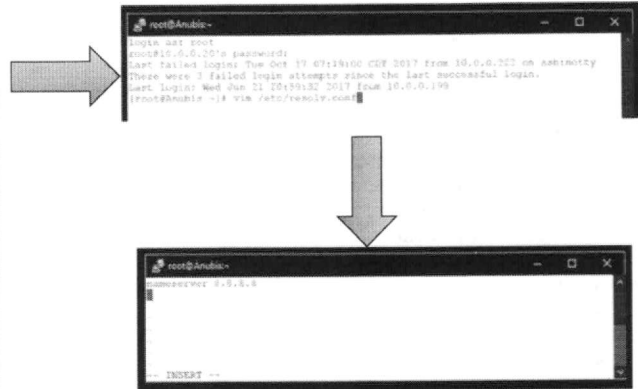 root@Anubis:~
login as: root
root@10.0.0.20's password:
Last failed login: Tue Oct 17 07:18:00 CDT 2017 from 10.0.0.202 on ssh:notty
There were 3 failed login attempts since the last successful login.
Last login: Wed Jun 21 20:59:32 2017 from 10.0.0.199
[root@Anubis ~]# vim /etc/resolv.conf
root@Anubis:~
nameserver 8.8.8.8
-- INSERT --